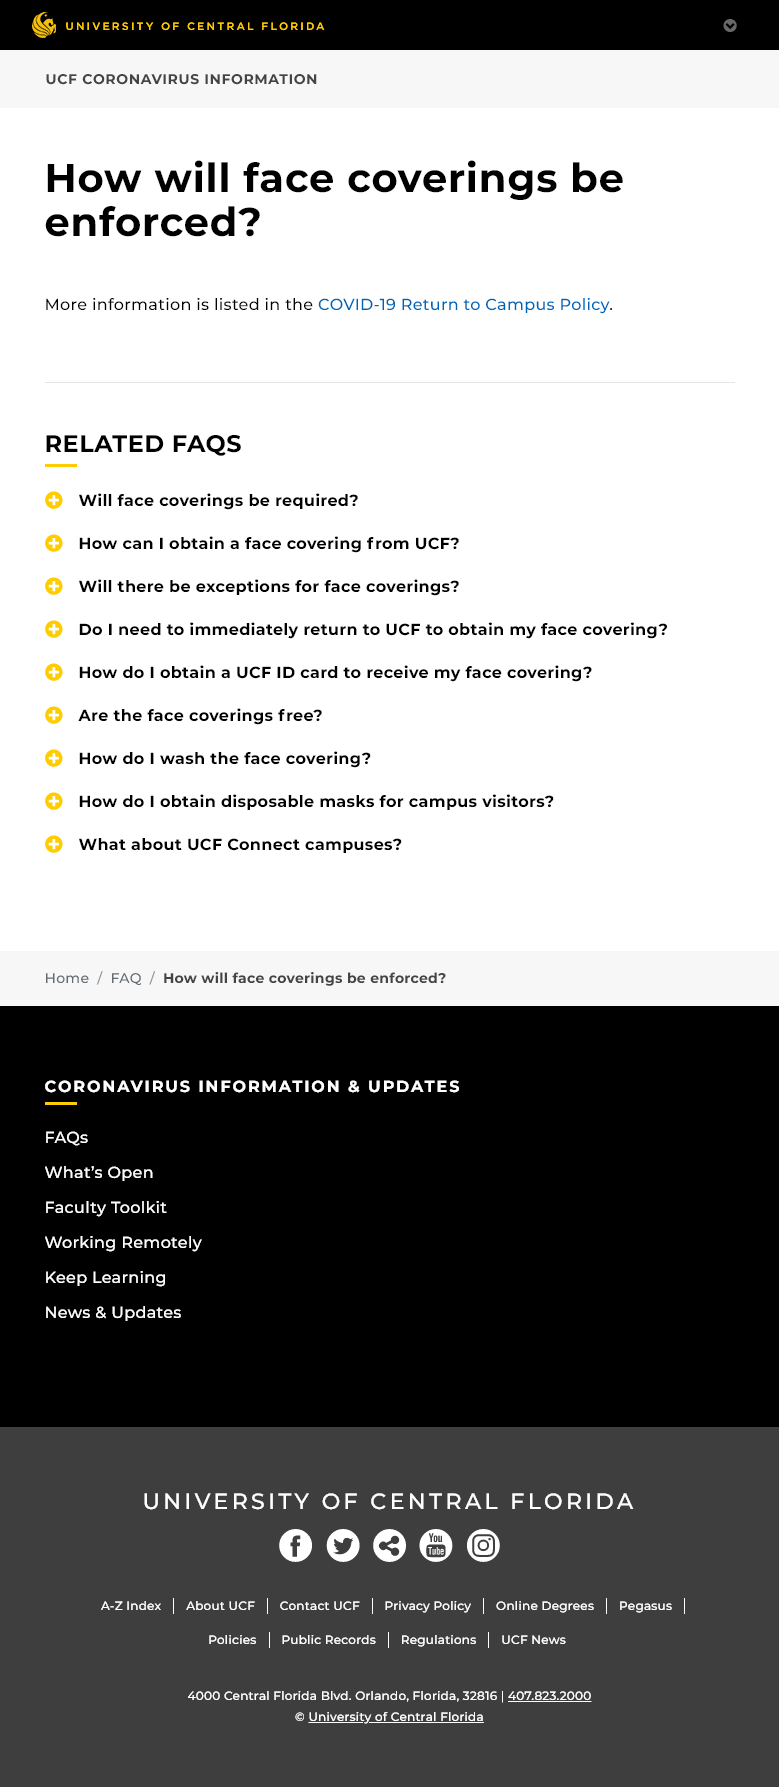 UNIVERSITY OF CENTRAL FLORIDA
UCF CORONAVIRUS INFORMATION
How will face coverings be
enforced?
More information is listed in the COVID-19 Return to Campus Policy.
RELATED FAQS
Will face coverings be required?
How can I obtain a face covering from UCF?
Will there be exceptions for face coverings?
Do I need to immediately return to UCF to obtain my face covering?
How do I obtain a UCF ID card to receive my face covering?
Are the face coverings free?
How do I wash the face covering?
How do I obtain disposable masks for campus visitors?
What about UCF Connect campuses?
Home / FAQ / How will face coverings be enforced?
CORONAVIRUS INFORMATION & UPDATES
FAQs
What's Open
Faculty Toolkit
Working Remotely
Keep Learning
News & Updates
UNIVERSITY OF CENTRAL FLORIDA
You
Tube
A-Z Index | About UCF | Contact UCF | Privacy Policy | Online Degrees | Pegasus |
Policies | Public Records | Regulations | UCF News
4000 Central Florida Blvd. Orlando, Florida, 32816 | 407.823.2000
© University of Central Florida